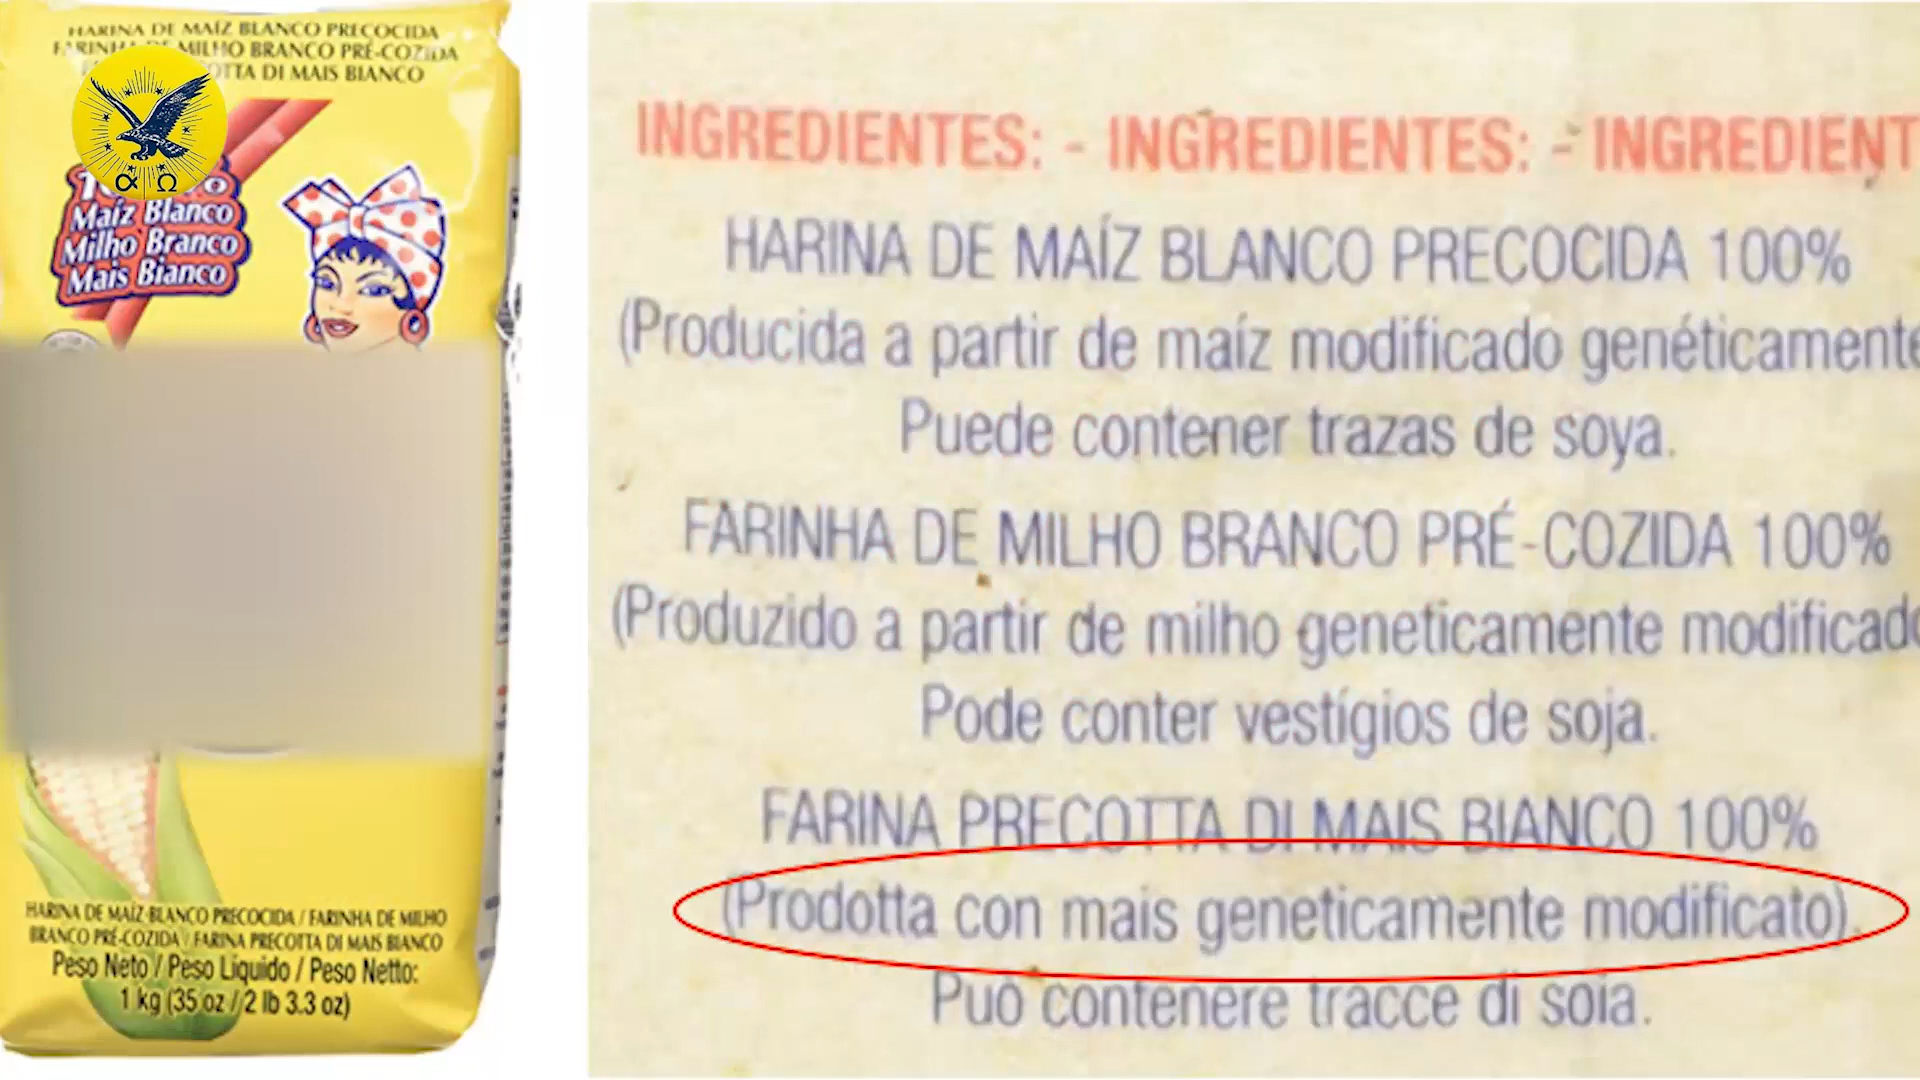 HARINA DE MAÍZ BLANCO PRECOCIDA
DE MILHO BRANCO PRÉ-COZIDA
DI MAIS BIANCO
α Ω
Maíz Blanco
Milho Branco
Mais Bianco
HARINA DE MAÍZ BLANCO PRECOCIDA / FARINHA DE MILHO
BRANCO PRÉ-COZIDA / FARINA PRECOTTA DI MAIS BIANCO
Peso Neto / Peso Líquido / Peso Netto:
1 kg (35 oz / 2 lb 3.3 oz)
INGREDIENTES: - INGREDIENTES: - INGREDIENT
HARINA DE MAÍZ BLANCO PRECOCIDA 100%
(Producida a partir de maíz modificado genéticamente
Puede contener trazas de soya.
FARINHA DE MILHO BRANCO PRÉ-COZIDA 100%
(Produzido a partir de milho geneticamente modificado
Pode conter vestígios de soja.
FARINA PRECOTTA DI MAIS BIANCO 100%
(Prodotta con mais geneticamente modificato).
Può contenere tracce di soia.